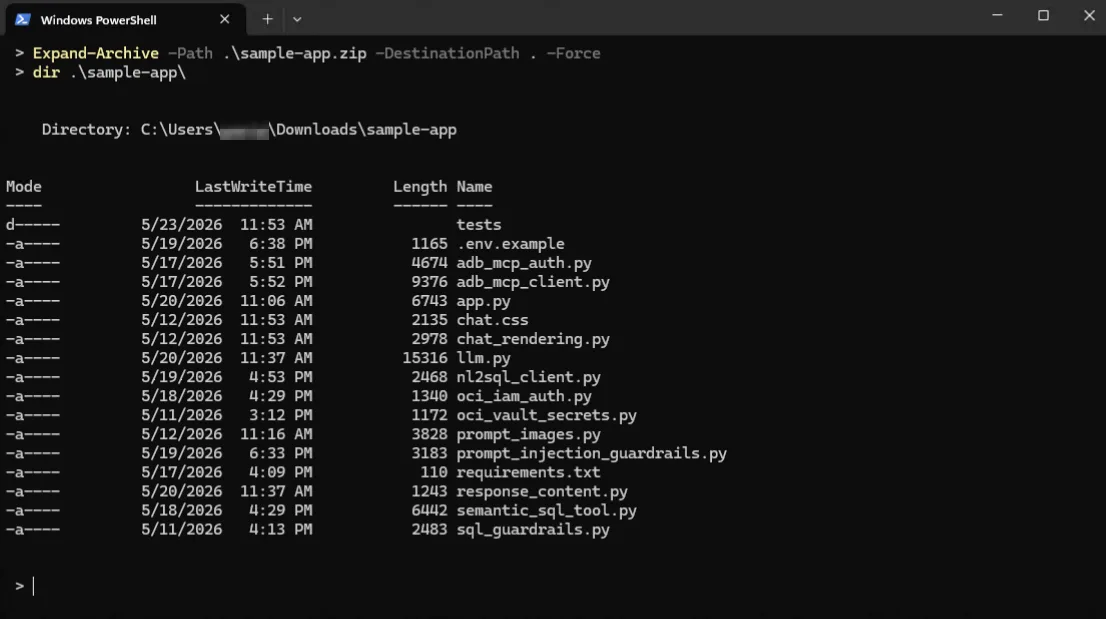 Windows PowerShell
> Expand-Archive -Path .\sample-app.zip -DestinationPath . -Force
> dir .\sample-app\
Directory: C:\Users\ \Downloads\sample-app
Mode LastWriteTime Length Name
---- ------------- ------ ----
d----- 5/23/2026 11:53 AM tests
-a---- 5/19/2026 6:38 PM 1165 .env.example
-a---- 5/17/2026 5:51 PM 4674 adb_mcp_auth.py
-a---- 5/17/2026 5:52 PM 9376 adb_mcp_client.py
-a---- 5/20/2026 11:06 AM 6743 app.py
-a---- 5/12/2026 11:53 AM 2135 chat.css
-a---- 5/12/2026 11:53 AM 2978 chat_rendering.py
-a---- 5/20/2026 11:37 AM 15316 llm.py
-a---- 5/19/2026 4:53 PM 2468 nl2sql_client.py
-a---- 5/18/2026 4:29 PM 1340 oci_iam_auth.py
-a---- 5/11/2026 3:12 PM 1172 oci_vault_secrets.py
-a---- 5/12/2026 11:16 AM 3828 prompt_images.py
-a---- 5/19/2026 6:33 PM 3183 prompt_injection_guardrails.py
-a---- 5/17/2026 4:09 PM 110 requirements.txt
-a---- 5/20/2026 11:37 AM 1243 response_content.py
-a---- 5/18/2026 4:29 PM 6442 semantic_sql_tool.py
-a---- 5/11/2026 4:13 PM 2483 sql_guardrails.py
>